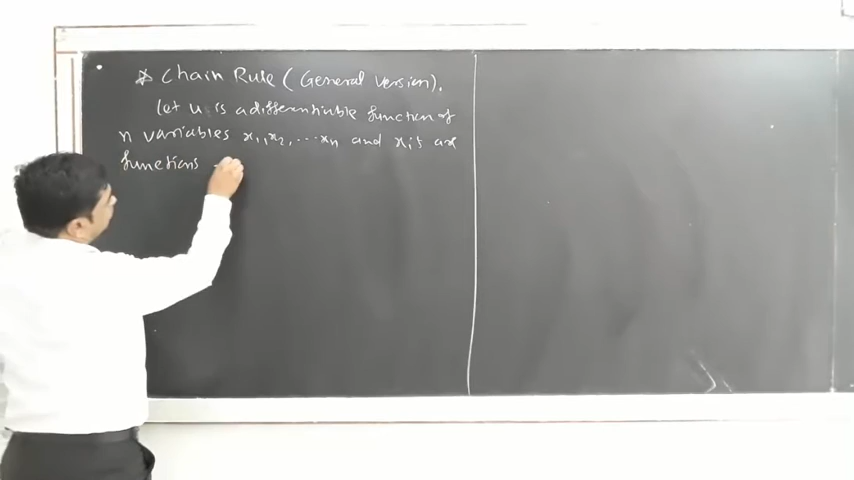 * Chain Rule (General version).
let u is a differentiable function of
n variables x₁, x₂, ... xₙ and xᵢ's are
functions